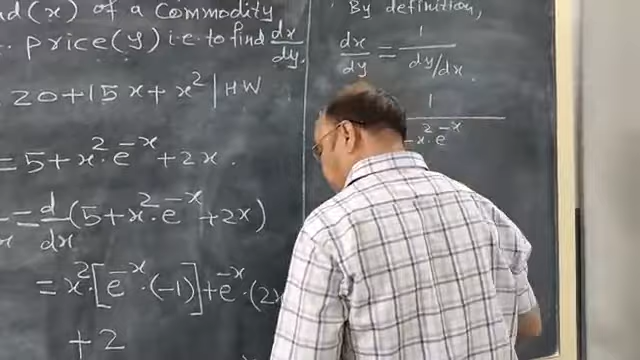 d(x) of a Commodity
price(y) i.e to find dx/dy.
20+15x+x² | HW
=5+x².e^-x+2x.
= d/dx(5+x².e^-x+2x)
=x².[e^-x.(-1)]+e^-x.(2x
+2
By definition,
dx/dy = 1/(dy/dx).
1
-x².e^-x